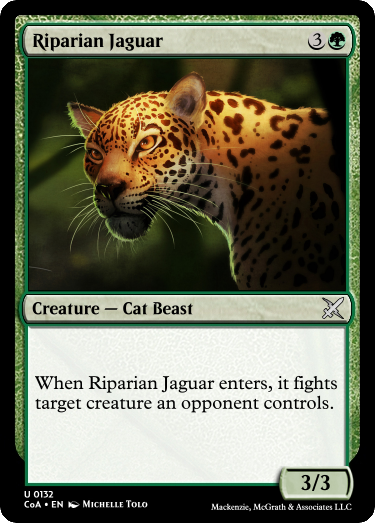 Riparian Jaguar 3
Creature — Cat Beast
When Riparian Jaguar enters, it fights
target creature an opponent controls.
3/3
U 0132
CoA • EN Michelle Tolo
Mackenzie, McGrath & Associates LLC